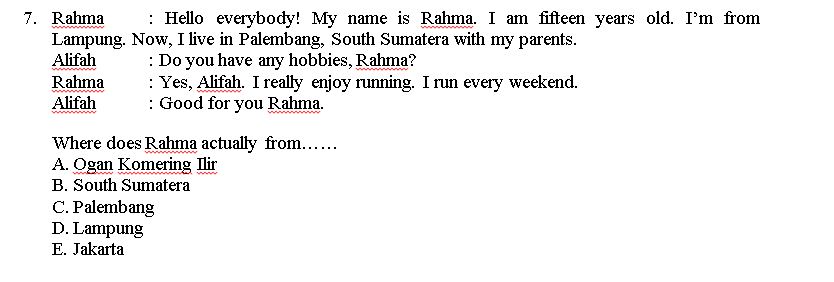 7. Rahma : Hello everybody! My name is Rahma. I am fifteen years old. I’m from
Lampung. Now, I live in Palembang, South Sumatera with my parents.
Alifah : Do you have any hobbies, Rahma?
Rahma : Yes, Alifah. I really enjoy running. I run every weekend.
Alifah : Good for you Rahma.
Where does Rahma actually from……
A. Ogan Komering Ilir
B. South Sumatera
C. Palembang
D. Lampung
E. Jakarta